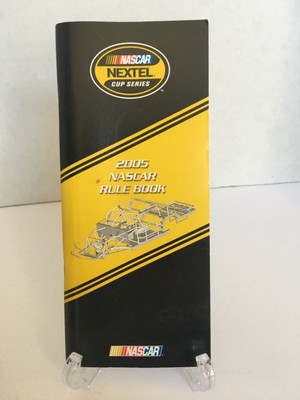 NASCAR
NEXTEL
CUP SERIES
2005
NASCAR
RULE BOOK
NASCAR